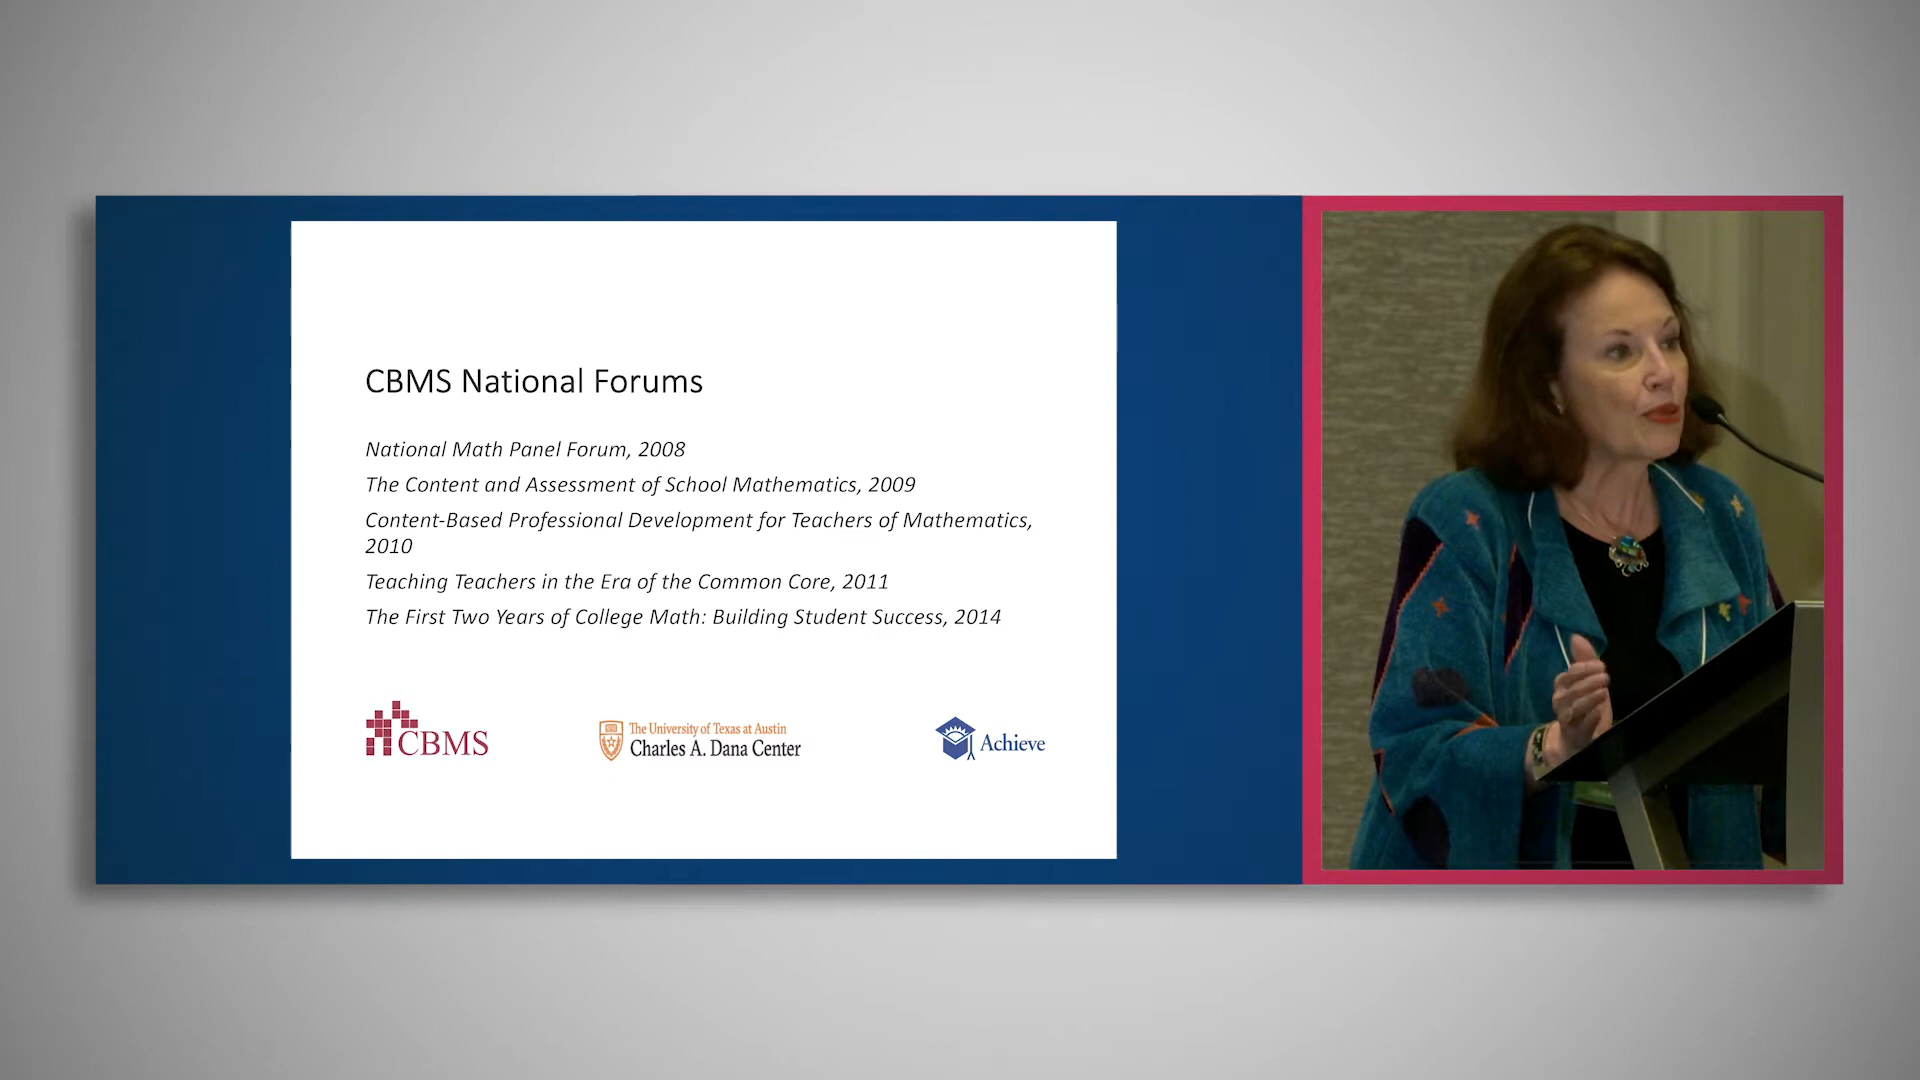 CBMS National Forums
National Math Panel Forum, 2008
The Content and Assessment of School Mathematics, 2009
Content-Based Professional Development for Teachers of Mathematics,
2010
Teaching Teachers in the Era of the Common Core, 2011
The First Two Years of College Math: Building Student Success, 2014
CBMS
The University of Texas at Austin
Charles A. Dana Center
Achieve